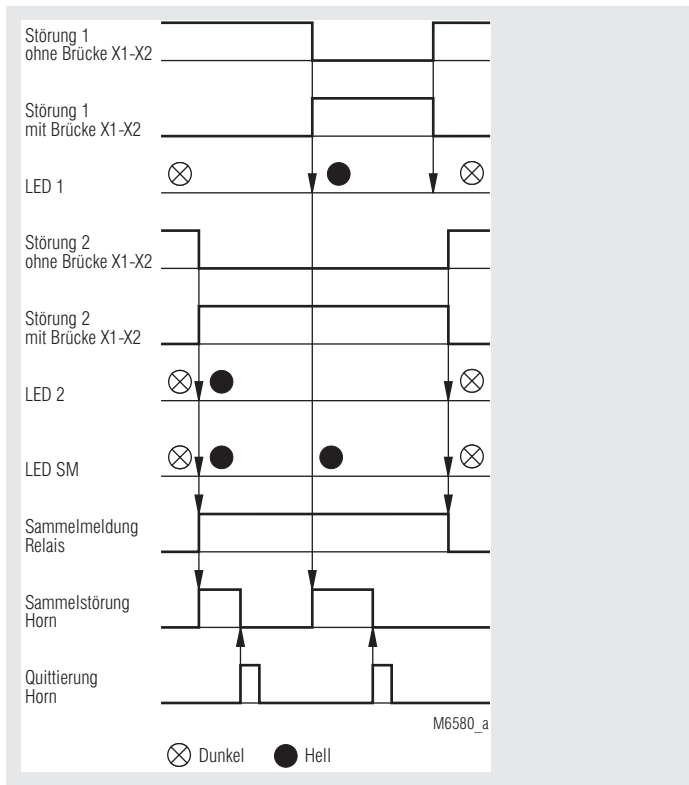 Störung 1
ohne Brücke X1-X2
Störung 1
mit Brücke X1-X2
LED 1
Störung 2
ohne Brücke X1-X2
Störung 2
mit Brücke X1-X2
LED 2
LED SM
Sammelmeldung
Relais
Sammelstörung
Horn
Quittierung
Horn
M6580_a
Dunkel Hell